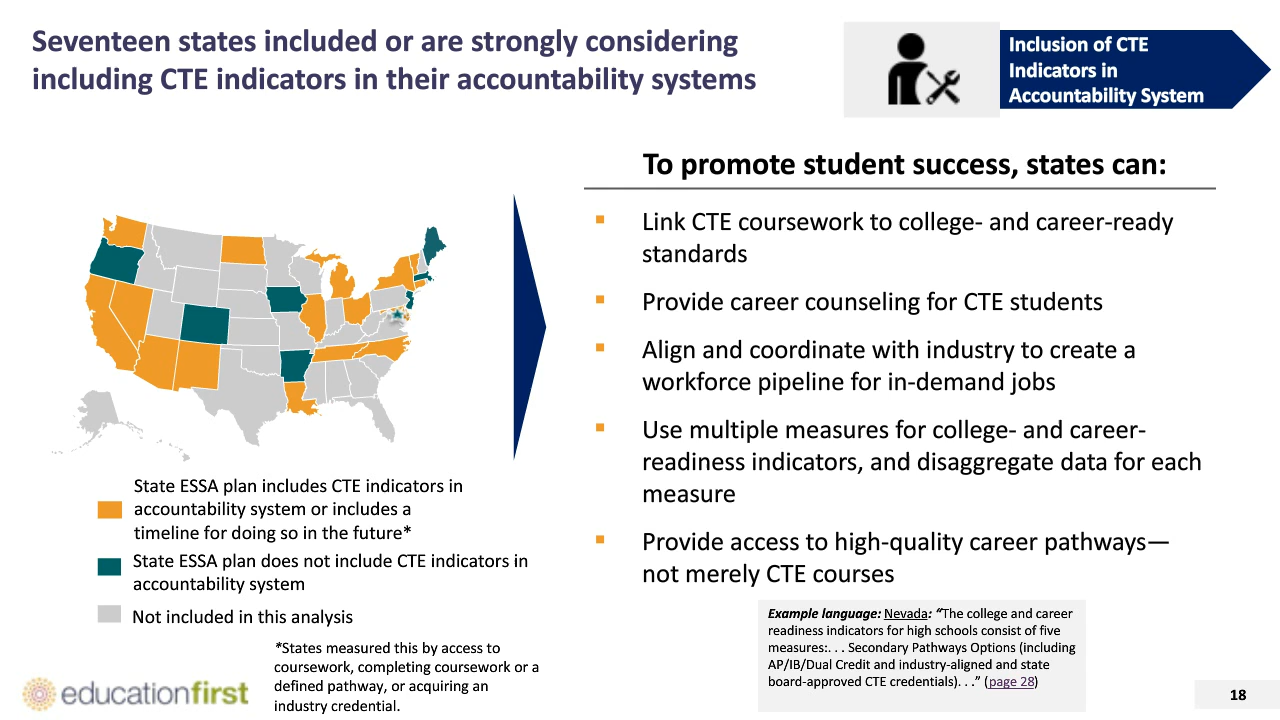 Seventeen states included or are strongly considering
including CTE indicators in their accountability systems
Inclusion of CTE
Indicators in
Accountability System
To promote student success, states can:
Link CTE coursework to college- and career-ready
standards
Provide career counseling for CTE students
Align and coordinate with industry to create a
workforce pipeline for in-demand jobs
Use multiple measures for college- and career-
readiness indicators, and disaggregate data for each
measure
Provide access to high-quality career pathways—
not merely CTE courses
State ESSA plan includes CTE indicators in
accountability system or includes a
timeline for doing so in the future*
State ESSA plan does not include CTE indicators in
accountability system
Not included in this analysis
*States measured this by access to
coursework, completing coursework or a
defined pathway, or acquiring an
industry credential.
Example language: Nevada: “The college and career
readiness indicators for high schools consist of five
measures:. . . Secondary Pathways Options (including
AP/IB/Dual Credit and industry-aligned and state
board-approved CTE credentials). . .” (page 28)
educationfirst
18